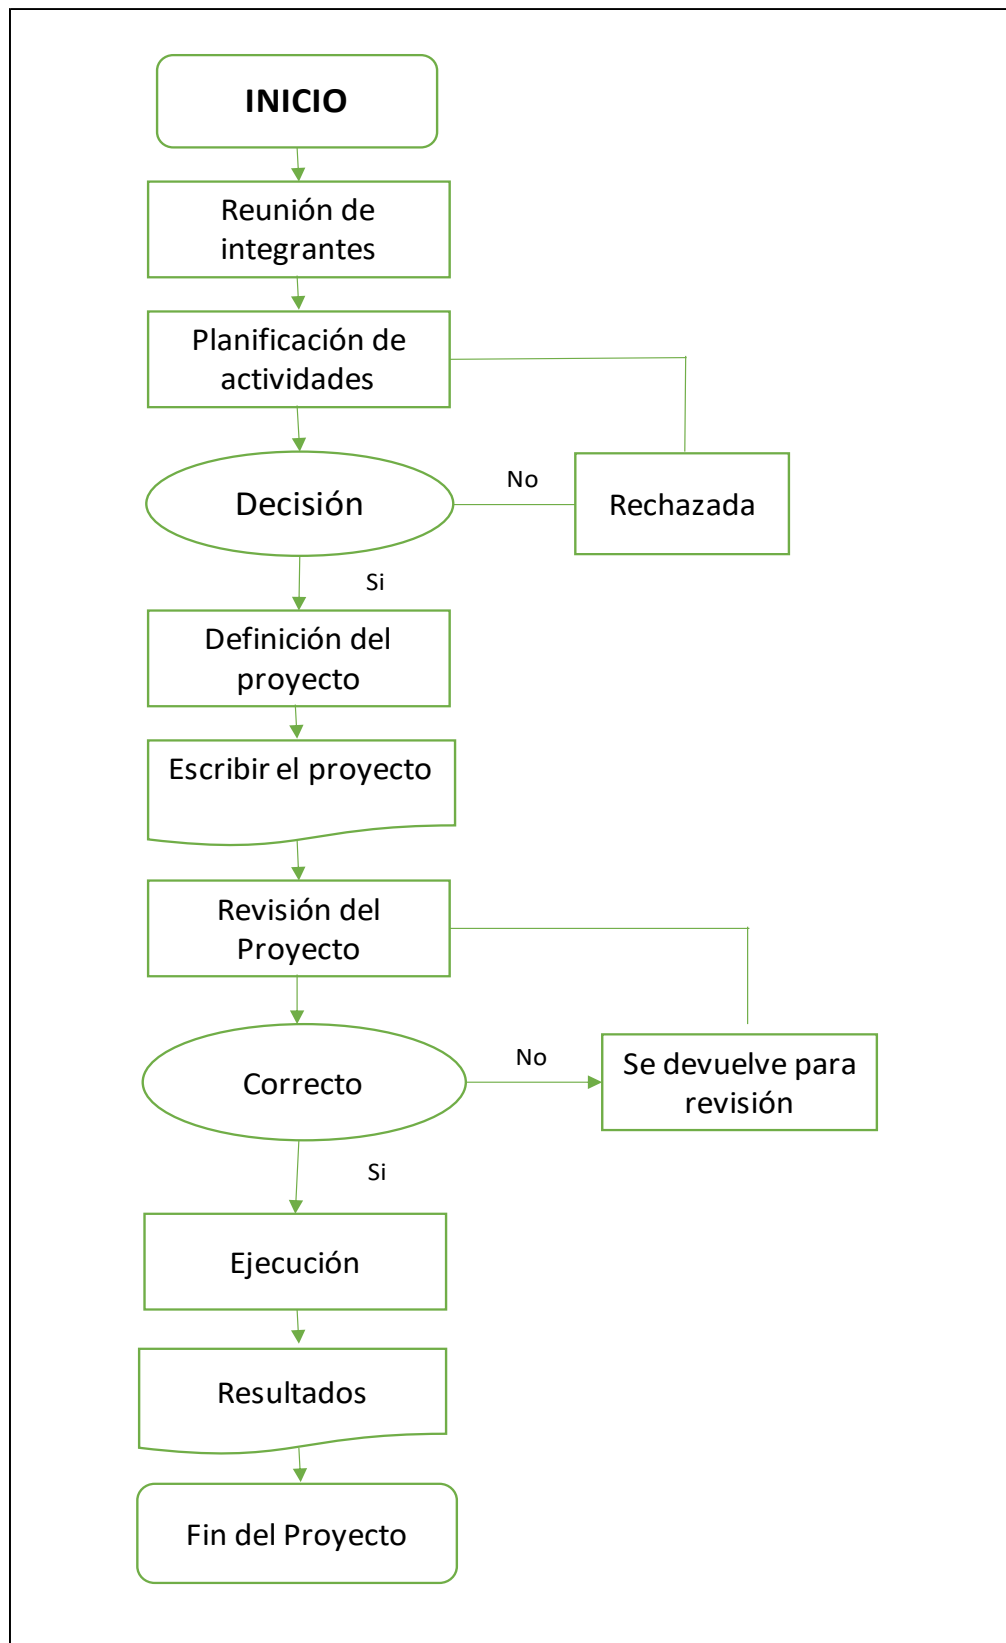 INICIO
Reunión de
integrantes
Planificación de
actividades
Decisión
No
Rechazada
Si
Definición del
proyecto
Escribir el proyecto
Revisión del
Proyecto
Correcto
No
Se devuelve para
revisión
Si
Ejecución
Resultados
Fin del Proyecto